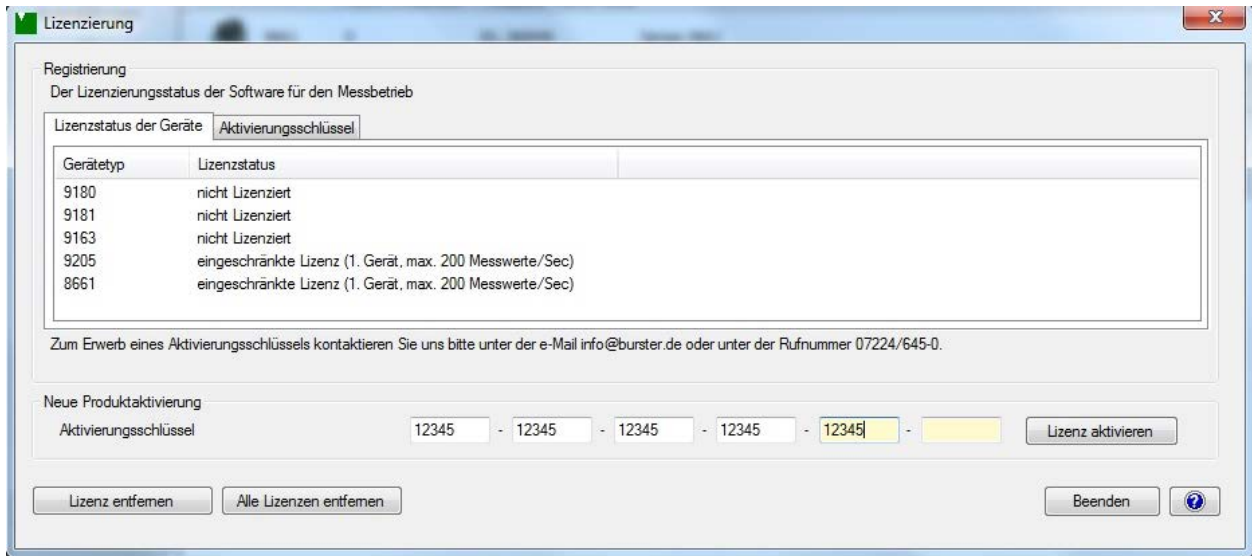 Lizenzierung
Registrierung
Der Lizenzierungsstatus der Software für den Messbetrieb
Lizenzstatus der Geräte Aktivierungsschlüssel
Gerätetyp Lizenzstatus
9180 nicht Lizenziert
9181 nicht Lizenziert
9163 nicht Lizenziert
9205 eingeschränkte Lizenz (1. Gerät, max. 200 Messwerte/Sec)
8661 eingeschränkte Lizenz (1. Gerät, max. 200 Messwerte/Sec)
Zum Erwerb eines Aktivierungsschlüssels kontaktieren Sie uns bitte unter der e-Mail info@burster.de oder unter der Rufnummer 07224/645-0.
Neue Produktaktivierung
Aktivierungsschlüssel 12345 - 12345 - 12345 - 12345 - 12345 - Lizenz aktivieren
Lizenz entfernen Alle Lizenzen entfernen Beenden ?